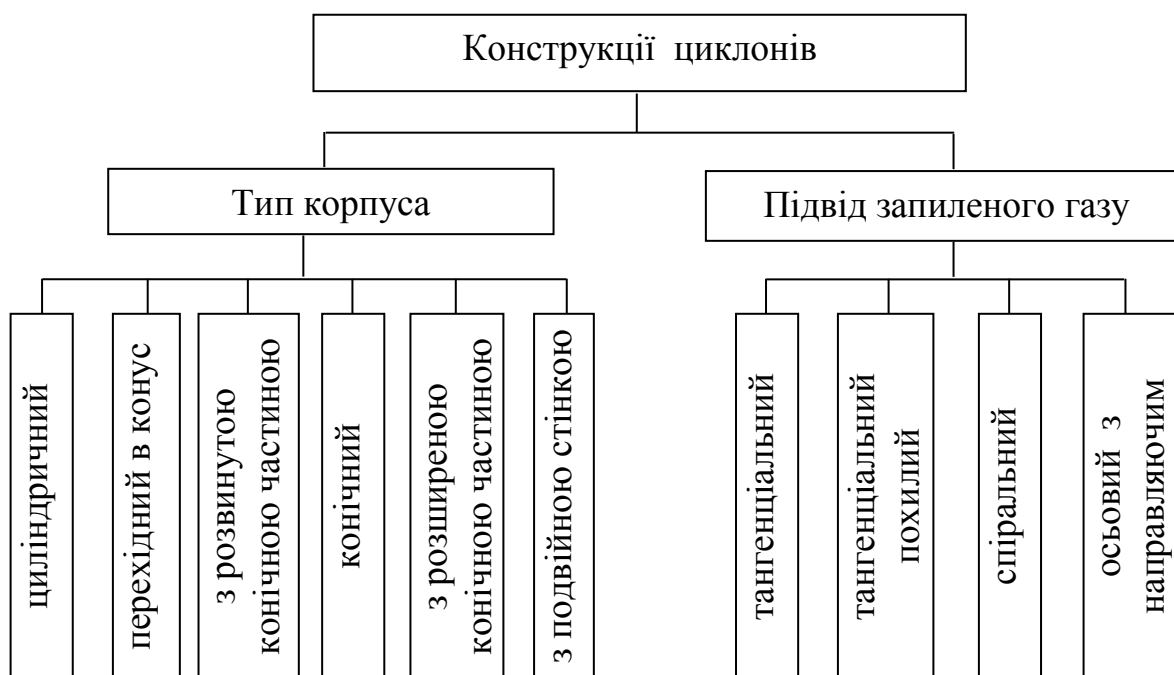 Конструкції циклонів
Тип корпуса
Підвід запиленого газу
циліндричний
перехідний в конус
з розвинутою
конічною частиною
конічний
з розширеною
конічною частиною
з подвійною стінкою
тангенціальний
тангенціальний
похилий
спіральний
осьовий з
направляючим